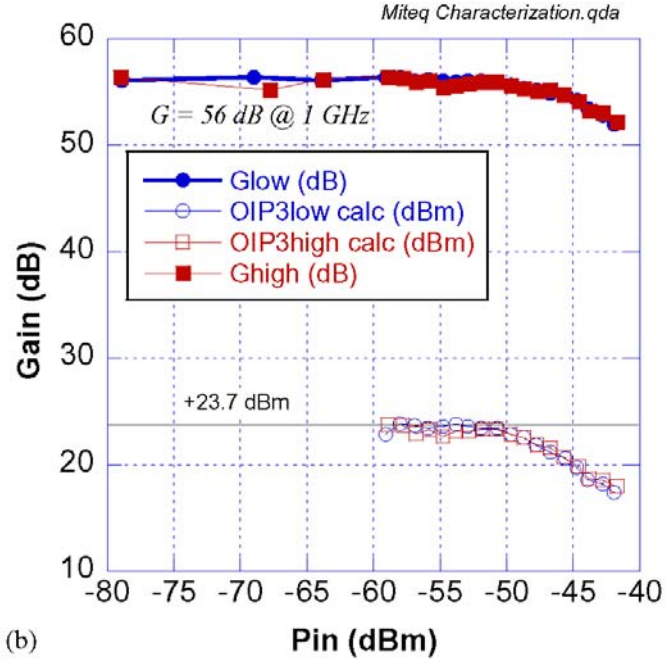 Miteq Characterization.qda
60
50
60
30
20
10
Gain (dB)
G = 56 dB @ 1 GHz
Glow (dB)
OIP3low calc (dBm)
OIP3high calc (dBm)
Ghigh (dB)
+23.7 dBm
-80 -75 -70 -65 -60 -55 -50 -45 -40
(b)
Pin (dBm)